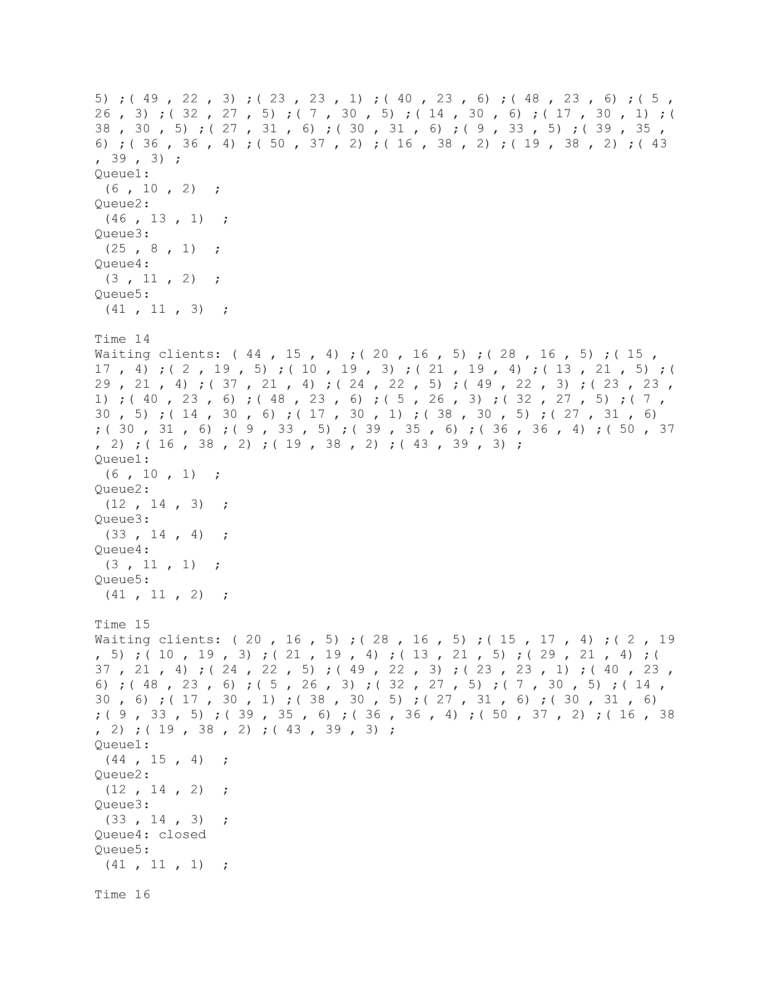 5) ;( 49 , 22 , 3) ;( 23 , 23 , 1) ;( 40 , 23 , 6) ;( 48 , 23 , 6) ;( 5 ,
26 , 3) ;( 32 , 27 , 5) ;( 7 , 30 , 5) ;( 14 , 30 , 6) ;( 17 , 30 , 1) ;(
38 , 30 , 5) ;( 27 , 31 , 6) ;( 30 , 31 , 6) ;( 9 , 33 , 5) ;( 39 , 35 ,
6) ;( 36 , 36 , 4) ;( 50 , 37 , 2) ;( 16 , 38 , 2) ;( 19 , 38 , 2) ;( 43
, 39 , 3) ;
Queue1:
(6 , 10 , 2)  ;
Queue2:
(46 , 13 , 1)  ;
Queue3:
(25 , 8 , 1)  ;
Queue4:
(3 , 11 , 2)  ;
Queue5:
(41 , 11 , 3)  ;

Time 14
Waiting clients: ( 44 , 15 , 4) ;( 20 , 16 , 5) ;( 28 , 16 , 5) ;( 15 ,
17 , 4) ;( 2 , 19 , 5) ;( 10 , 19 , 3) ;( 21 , 19 , 4) ;( 13 , 21 , 5) ;(
29 , 21 , 4) ;( 37 , 21 , 4) ;( 24 , 22 , 5) ;( 49 , 22 , 3) ;( 23 , 23 ,
1) ;( 40 , 23 , 6) ;( 48 , 23 , 6) ;( 5 , 26 , 3) ;( 32 , 27 , 5) ;( 7 ,
30 , 5) ;( 14 , 30 , 6) ;( 17 , 30 , 1) ;( 38 , 30 , 5) ;( 27 , 31 , 6)
;( 30 , 31 , 6) ;( 9 , 33 , 5) ;( 39 , 35 , 6) ;( 36 , 36 , 4) ;( 50 , 37
, 2) ;( 16 , 38 , 2) ;( 19 , 38 , 2) ;( 43 , 39 , 3) ;
Queue1:
(6 , 10 , 1)  ;
Queue2:
(12 , 14 , 3)  ;
Queue3:
(33 , 14 , 4)  ;
Queue4:
(3 , 11 , 1)  ;
Queue5:
(41 , 11 , 2)  ;

Time 15
Waiting clients: ( 20 , 16 , 5) ;( 28 , 16 , 5) ;( 15 , 17 , 4) ;( 2 , 19
, 5) ;( 10 , 19 , 3) ;( 21 , 19 , 4) ;( 13 , 21 , 5) ;( 29 , 21 , 4) ;(
37 , 21 , 4) ;( 24 , 22 , 5) ;( 49 , 22 , 3) ;( 23 , 23 , 1) ;( 40 , 23 ,
6) ;( 48 , 23 , 6) ;( 5 , 26 , 3) ;( 32 , 27 , 5) ;( 7 , 30 , 5) ;( 14 ,
30 , 6) ;( 17 , 30 , 1) ;( 38 , 30 , 5) ;( 27 , 31 , 6) ;( 30 , 31 , 6)
;( 9 , 33 , 5) ;( 39 , 35 , 6) ;( 36 , 36 , 4) ;( 50 , 37 , 2) ;( 16 , 38
, 2) ;( 19 , 38 , 2) ;( 43 , 39 , 3) ;
Queue1:
(44 , 15 , 4)  ;
Queue2:
(12 , 14 , 2)  ;
Queue3:
(33 , 14 , 3)  ;
Queue4: closed
Queue5:
(41 , 11 , 1)  ;

Time 16